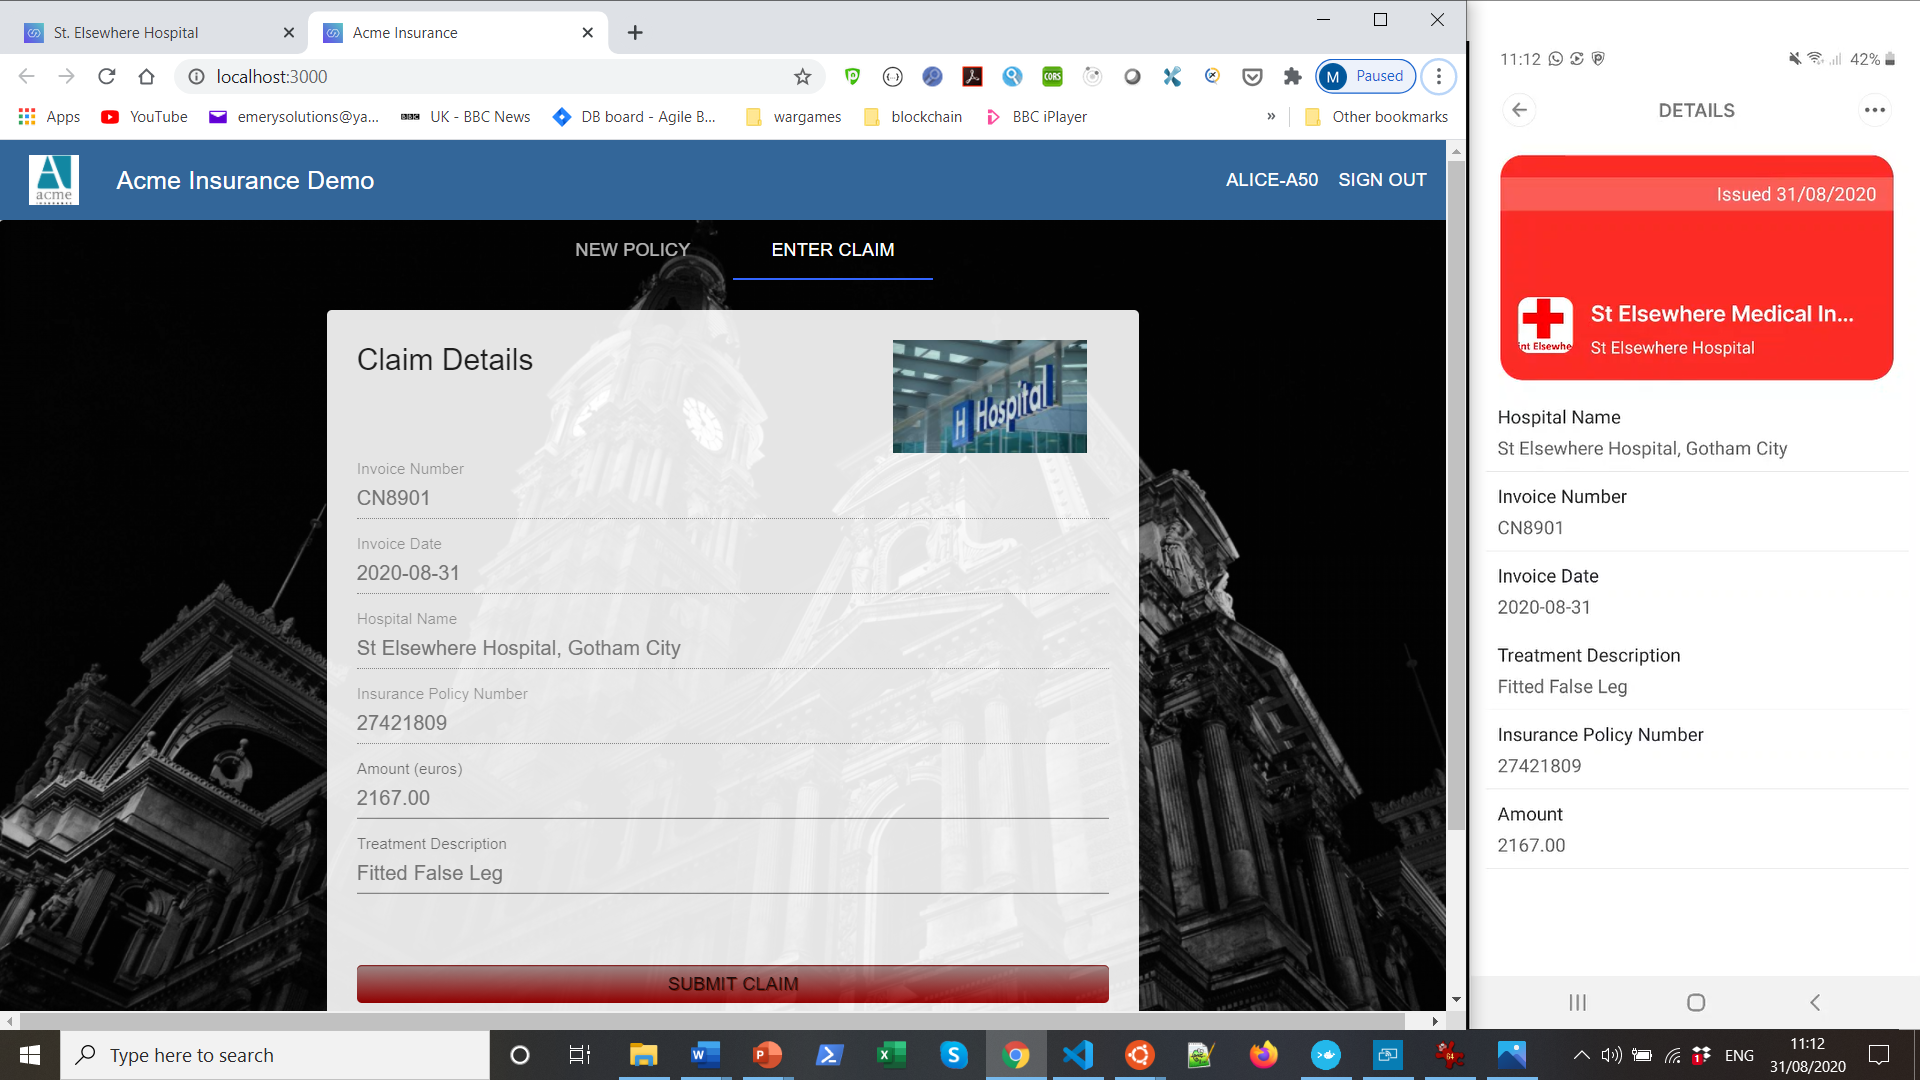 St. Elsewhere Hospital
Acme Insurance
localhost:3000
CORS
M
Paused
Apps
YouTube
emerysolutions@ya...
BBC
UK - BBC News
DB board - Agile B...
wargames
blockchain
BBC iPlayer
»
Other bookmarks
A
acme
Acme Insurance Demo
ALICE-A50
SIGN OUT
NEW POLICY
ENTER CLAIM
Claim Details
H Hospital
Invoice Number
CN8901
Invoice Date
2020-08-31
Hospital Name
St Elsewhere Hospital, Gotham City
Insurance Policy Number
27421809
Amount (euros)
2167.00
Treatment Description
Fitted False Leg
SUBMIT CLAIM
11:12
42%
DETAILS
Issued 31/08/2020
St Elsewhere Medical In...
int Elsewhe
St Elsewhere Hospital
Hospital Name
St Elsewhere Hospital, Gotham City
Invoice Number
CN8901
Invoice Date
2020-08-31
Treatment Description
Fitted False Leg
Insurance Policy Number
27421809
Amount
2167.00
Type here to search
64
1
ENG
11:12
31/08/2020